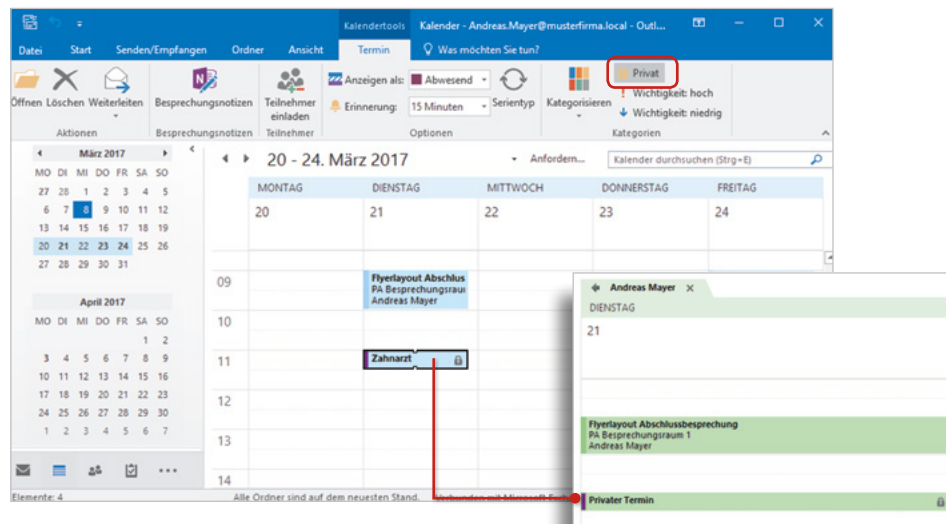 Kalendertools Kalender - Andreas.Mayer@musterfirma.local - Outl...
Datei Start Senden/Empfangen Ordner Ansicht Termin Was möchten Sie tun?
Öffnen Löschen Weiterleiten
Aktionen
Besprechungsnotizen
Besprechungsnotizen
Teilnehmer einladen
Teilnehmer
Anzeigen als: Abwesend
Erinnerung: 15 Minuten
Serientyp
Optionen
Kategorisieren
Privat
Wichtigkeit: hoch
Wichtigkeit: niedrig
Kategorien
März 2017
MO DI MI DO FR SA SO
27 28 1 2 3 4 5
6 7 8 9 10 11 12
13 14 15 16 17 18 19
20 21 22 23 24 25 26
27 28 29 30 31
April 2017
MO DI MI DO FR SA SO
1 2
3 4 5 6 7 8 9
10 11 12 13 14 15 16
17 18 19 20 21 22 23
24 25 26 27 28 29 30
1 2 3 4 5 6 7
20 - 24. März 2017
Anfordern...
Kalender durchsuchen (Strg+E)
MONTAG DIENSTAG MITTWOCH DONNERSTAG FREITAG
20 21 22 23 24
09
Flyerlayout Abschlus
PA Besprechungsraui
Andreas Mayer
10
11
Zahnarzt
12
13
14
Elemente: 4
Alle Ordner sind auf dem neuesten Stand. Verbunden mit Microsoft
Andreas Mayer
DIENSTAG
21
Flyerlayout Abschlussbesprechung
PA Besprechungsraum 1
Andreas Mayer
Privater Termin